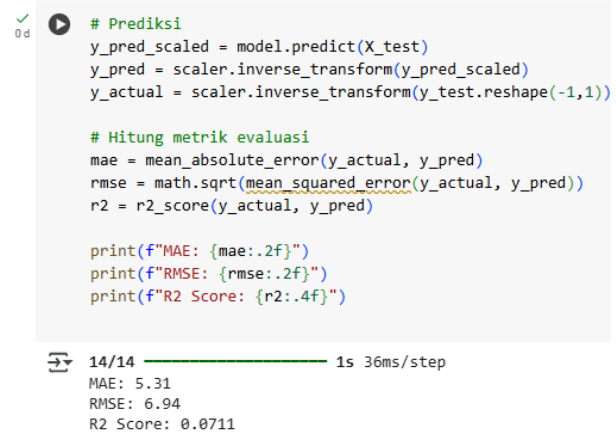 # Prediksi
0 d
y_pred_scaled = model.predict(X_test)
y_pred = scaler.inverse_transform(y_pred_scaled)
y_actual = scaler.inverse_transform(y_test.reshape(-1,1))
# Hitung metrik evaluasi
mae = mean_absolute_error(y_actual, y_pred)
rmse = math.sqrt(mean_squared_error(y_actual, y_pred))
r2 = r2_score(y_actual, y_pred)
print(f"MAE: {mae:.2f}")
print(f"RMSE: {rmse:.2f}")
print(f"R2 Score: {r2:.4f}")
14/14 ━━━━━━━━━━━━━━━━━━━━ 1s 36ms/step
MAE: 5.31
RMSE: 6.94
R2 Score: 0.0711